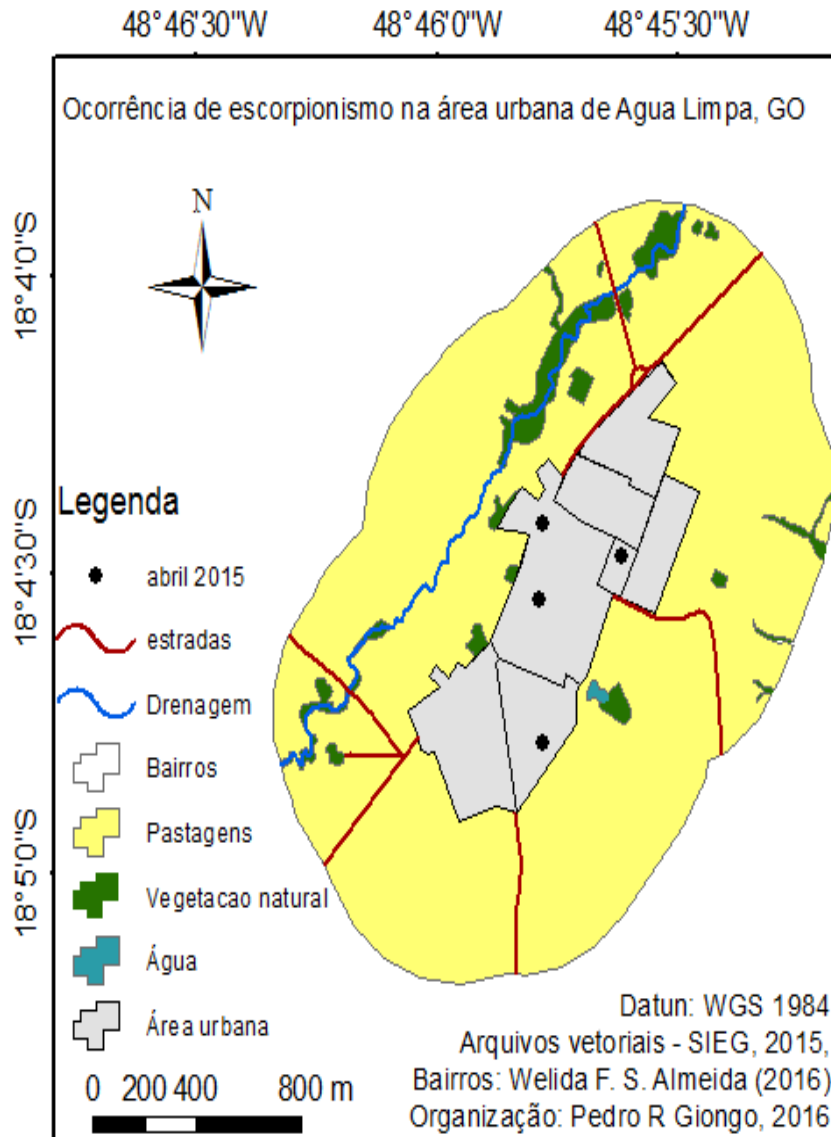 48°46'30"W 48°46'0"W 48°45'30"W
Ocorrência de escorpionismo na área urbana de Agua Limpa, GO
N
18°4'0"S
18°4'30"S
18°5'0"S
Legenda
abril 2015
estradas
Drenagem
Bairros
Pastagens
Vegetacao natural
Água
Área urbana
0 200 400 800 m
Datun: WGS 1984
Arquivos vetoriais - SIEG, 2015,
Bairros: Welida F. S. Almeida (2016)
Organização: Pedro R Giongo, 2016